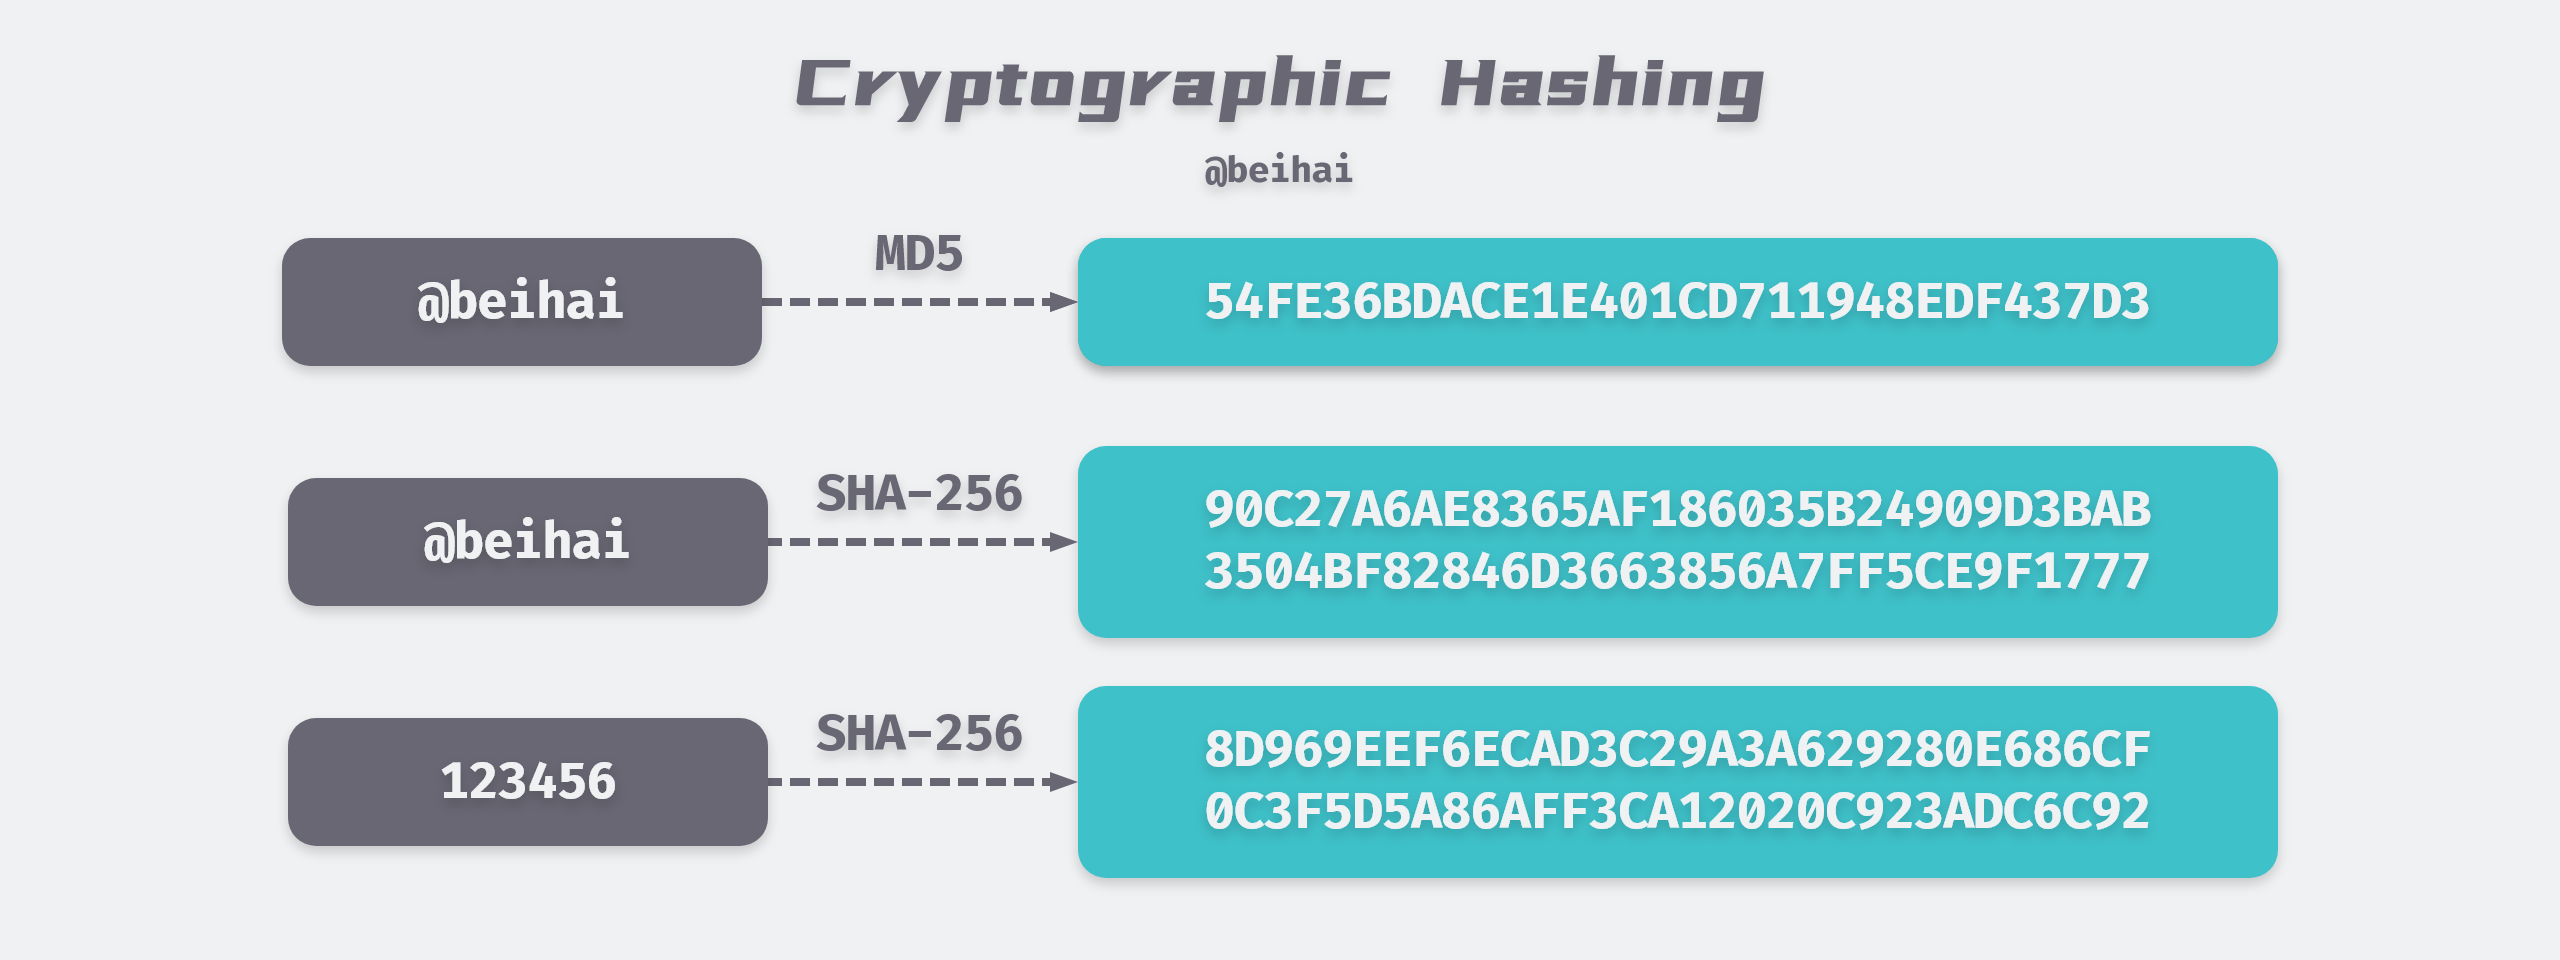 Cryptographic Hashing
@beihai
MD5
@beihai
54FE36BDACE1E401CD711948EDF437D3
SHA-256
@beihai
90C27A6AE8365AF186035B24909D3BAB
3504BF82846D3663856A7FF5CE9F1777
SHA-256
123456
8D969EEF6ECAD3C29A3A629280E686CF
0C3F5D5A86AFF3CA12020C923ADC6C92